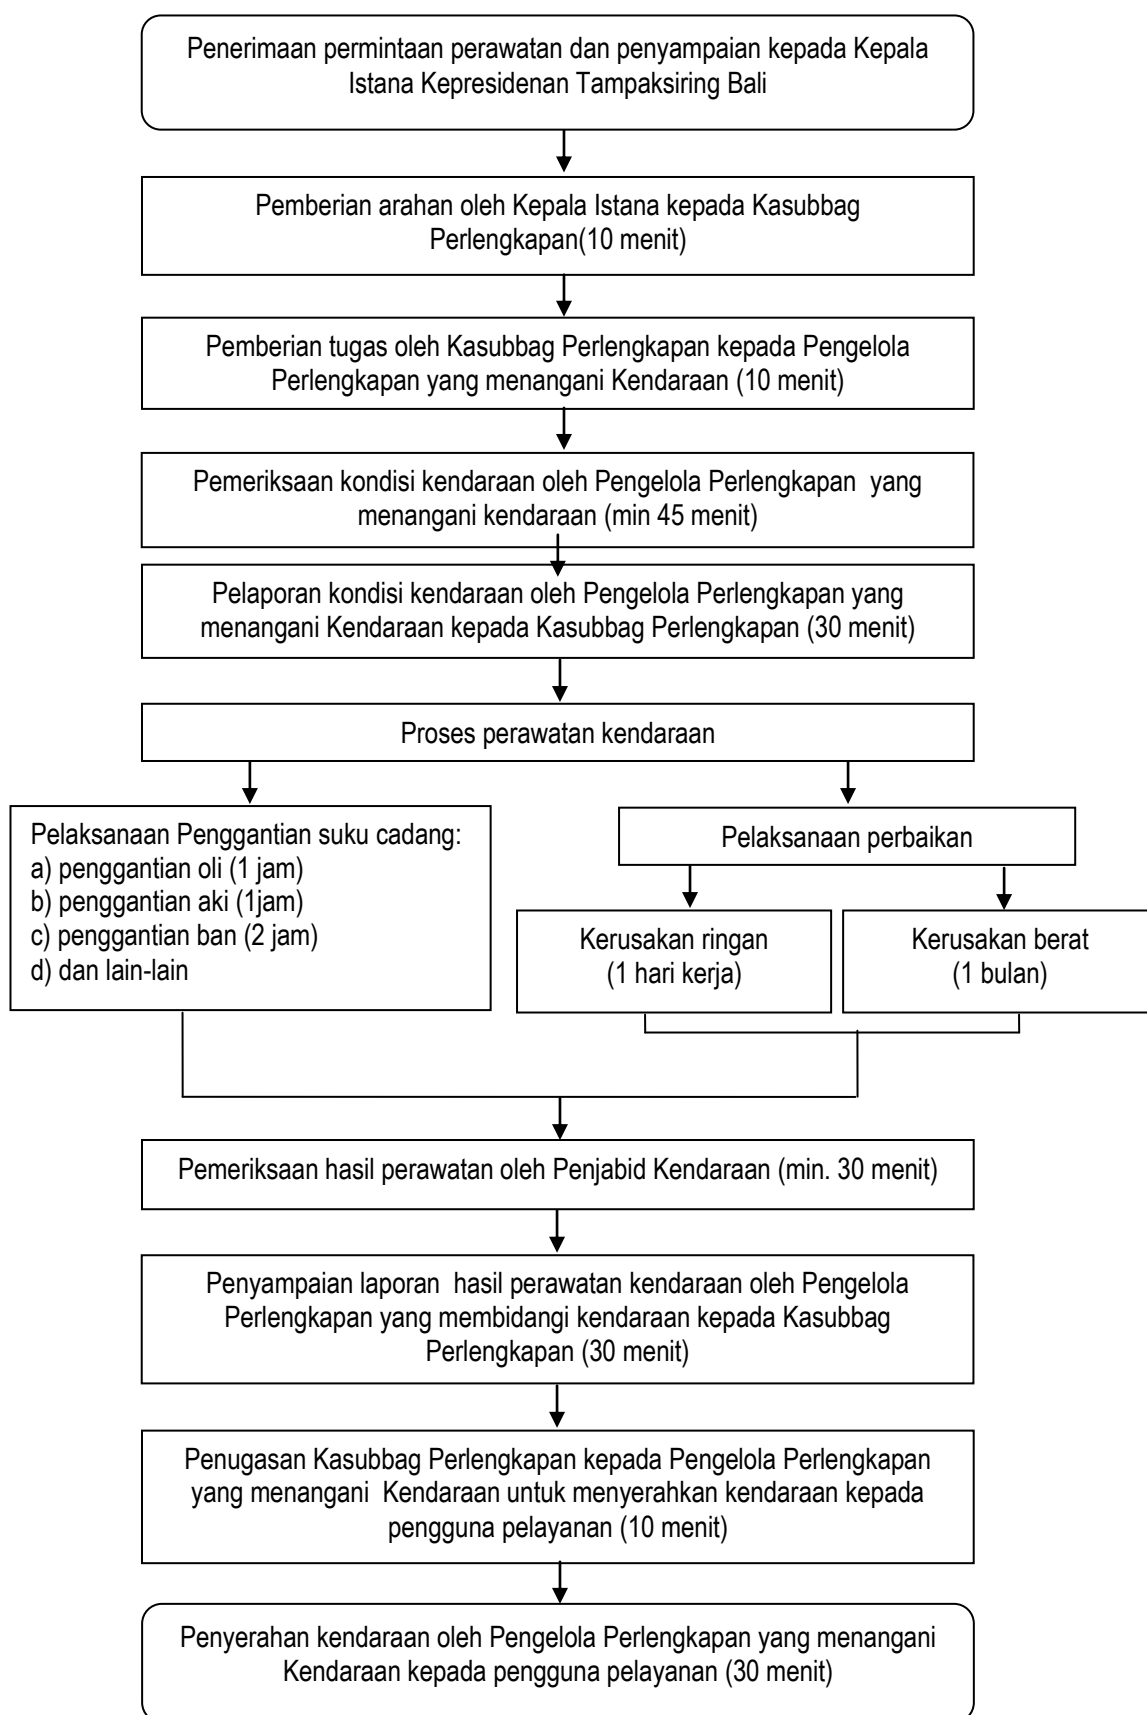 Penerimaan permintaan perawatan dan penyampaian kepada Kepala
Istana Kepresidenan Tampaksiring Bali
Pemberian arahan oleh Kepala Istana kepada Kasubbag
Perlengkapan(10 menit)
Pemberian tugas oleh Kasubbag Perlengkapan kepada Pengelola
Perlengkapan yang menangani Kendaraan (10 menit)
Pemeriksaan kondisi kendaraan oleh Pengelola Perlengkapan yang
menangani kendaraan (min 45 menit)
Pelaporan kondisi kendaraan oleh Pengelola Perlengkapan yang
menangani Kendaraan kepada Kasubbag Perlengkapan (30 menit)
Proses perawatan kendaraan
Pelaksanaan Penggantian suku cadang:
a) penggantian oli (1 jam)
b) penggantian aki (1jam)
c) penggantian ban (2 jam)
d) dan lain-lain
Pelaksanaan perbaikan
Kerusakan ringan
(1 hari kerja)
Kerusakan berat
(1 bulan)
Pemeriksaan hasil perawatan oleh Penjabid Kendaraan (min. 30 menit)
Penyampaian laporan hasil perawatan kendaraan oleh Pengelola
Perlengkapan yang membidangi kendaraan kepada Kasubbag
Perlengkapan (30 menit)
Penugasan Kasubbag Perlengkapan kepada Pengelola Perlengkapan
yang menangani Kendaraan untuk menyerahkan kendaraan kepada
pengguna pelayanan (10 menit)
Penyerahan kendaraan oleh Pengelola Perlengkapan yang menangani
Kendaraan kepada pengguna pelayanan (30 menit)